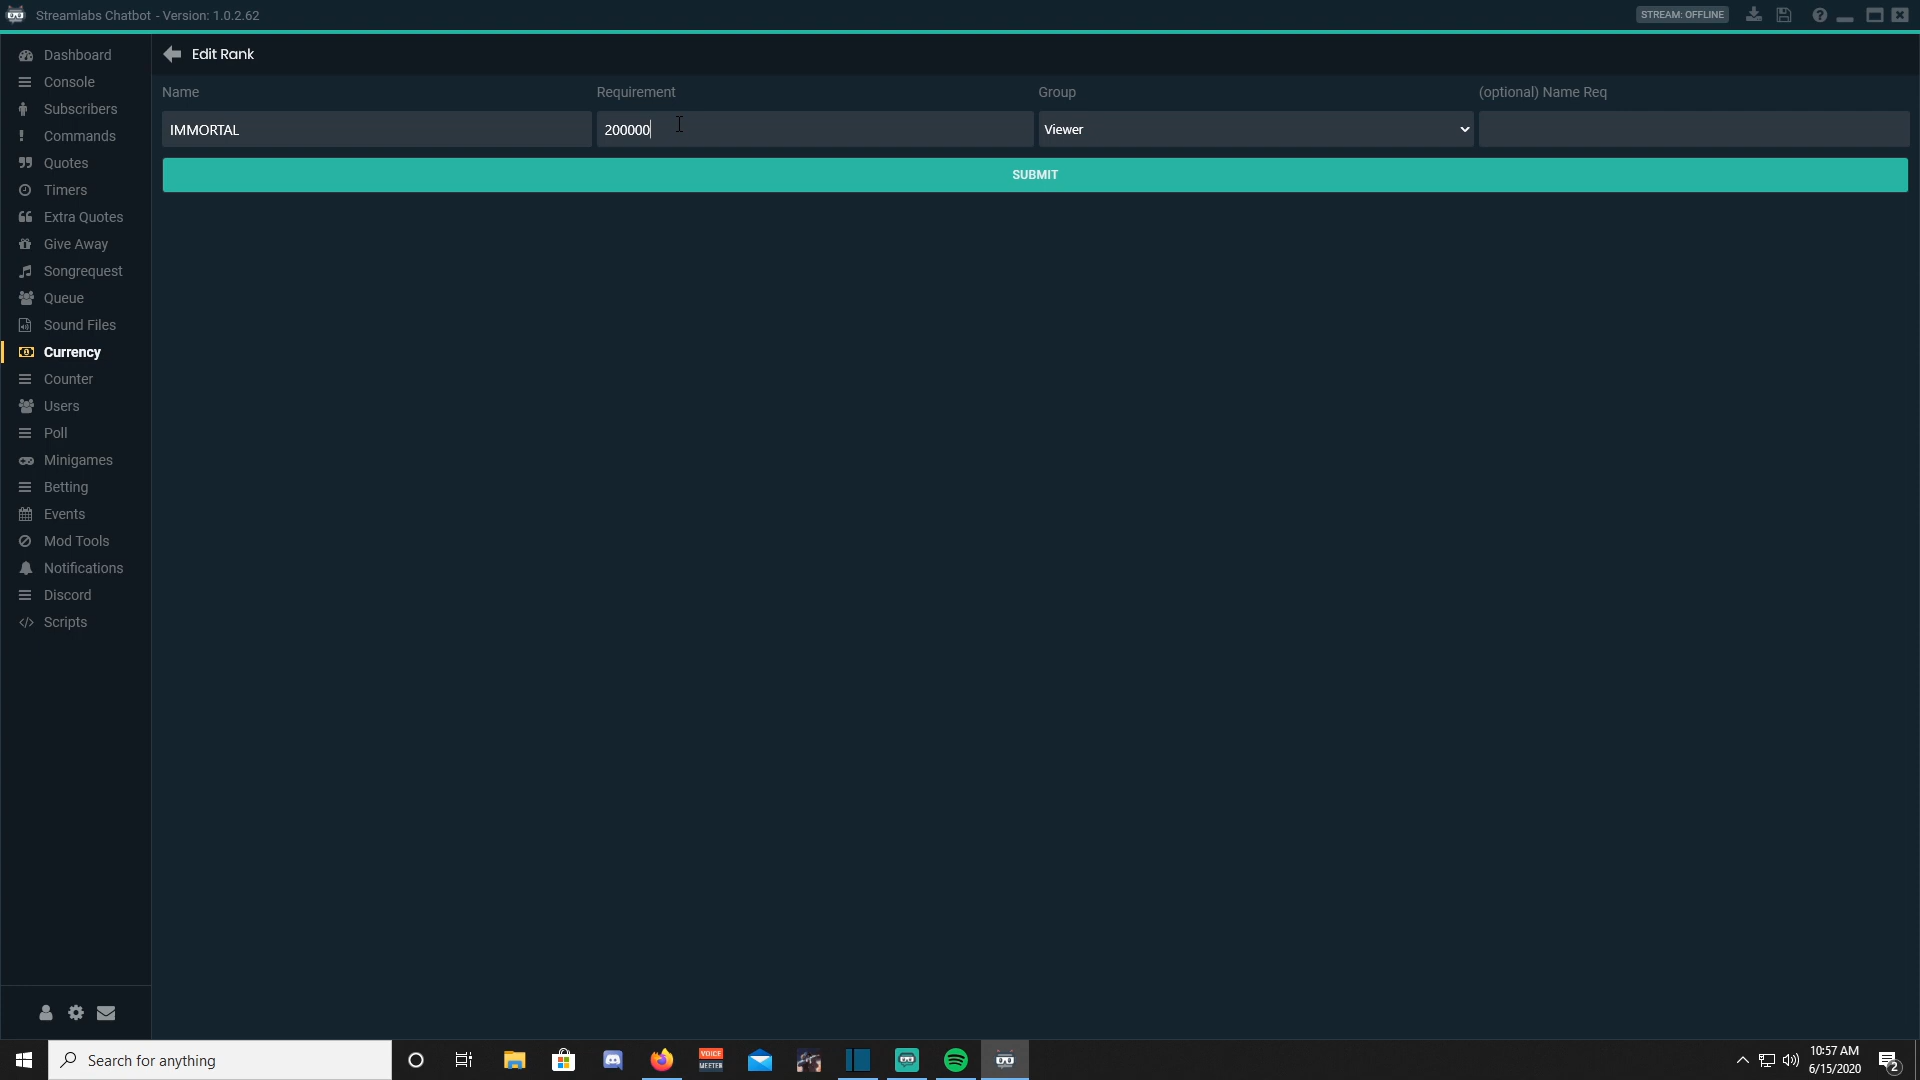 Streamlabs Chatbot - Version: 1.0.2.62
STREAM: OFFLINE
Edit Rank
Dashboard
Console
Subscribers
Commands
Quotes
Timers
Extra Quotes
Give Away
Songrequest
Queue
Sound Files
Currency
Counter
Users
Poll
Minigames
Betting
Events
Mod Tools
Notifications
Discord
Scripts
Name
Requirement
Group
(optional) Name Req
IMMORTAL
200000
Viewer
SUBMIT
Search for anything
VOICE
MEETER
10:57 AM
6/15/2020
2